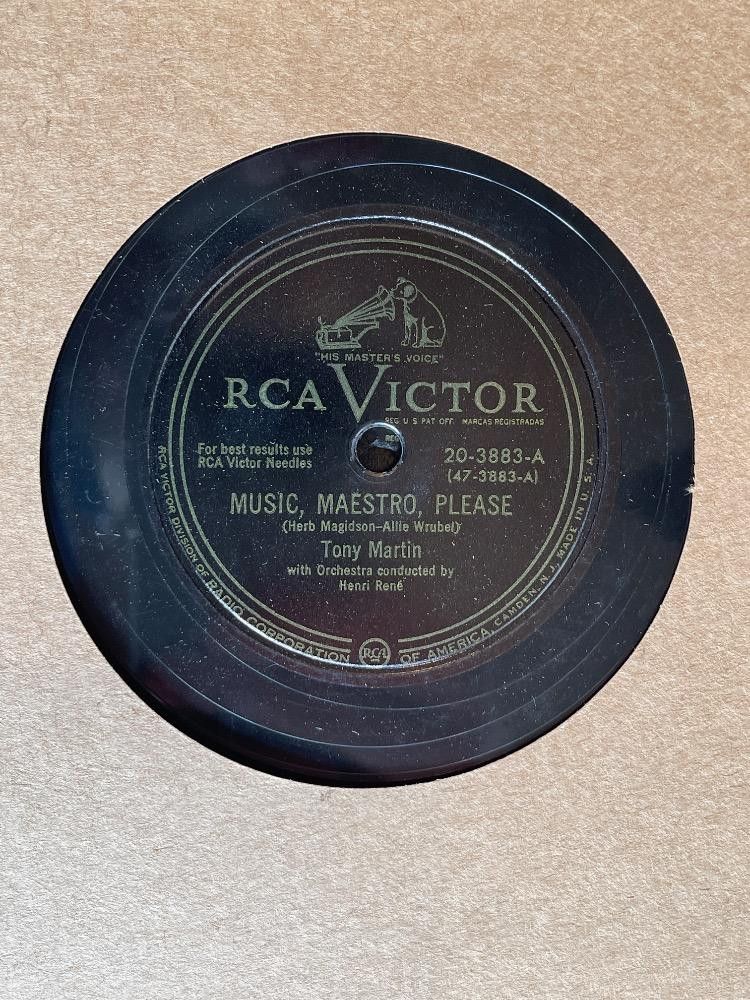 "HIS MASTER'S VOICE"
RCA VICTOR
REG U S PAT OFF MARCAS REGISTRADAS
REG
For best results use
RCA Victor Needles
20-3883-A
(47-3883-A)
MUSIC, MAESTRO, PLEASE
(Herb Magidson-Allie Wrubel)
Tony Martin
with Orchestra conducted by
Henri René
RCA VICTOR DIVISION OF RADIO CORPORATION OF AMERICA, CAMDEN, N. J., MADE IN U. S. A.
RCA